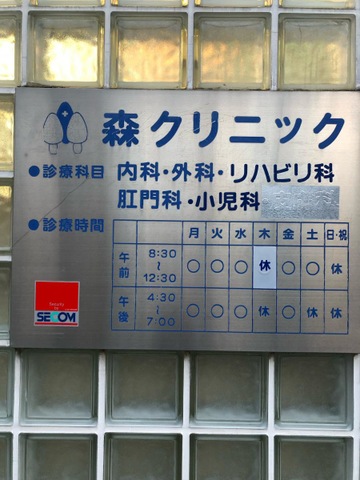 森クリニック
●診療科目 内科・外科・リハビリ科
肛門科・小児科
●診療時間
月 火 水 木 金 土 日・祝
午前 8:30~12:30 ○ ○ ○ 休 ○ ○ 休
午後 4:30~7:00 ○ ○ ○ 休 ○ 休 休
Security by
SECOM